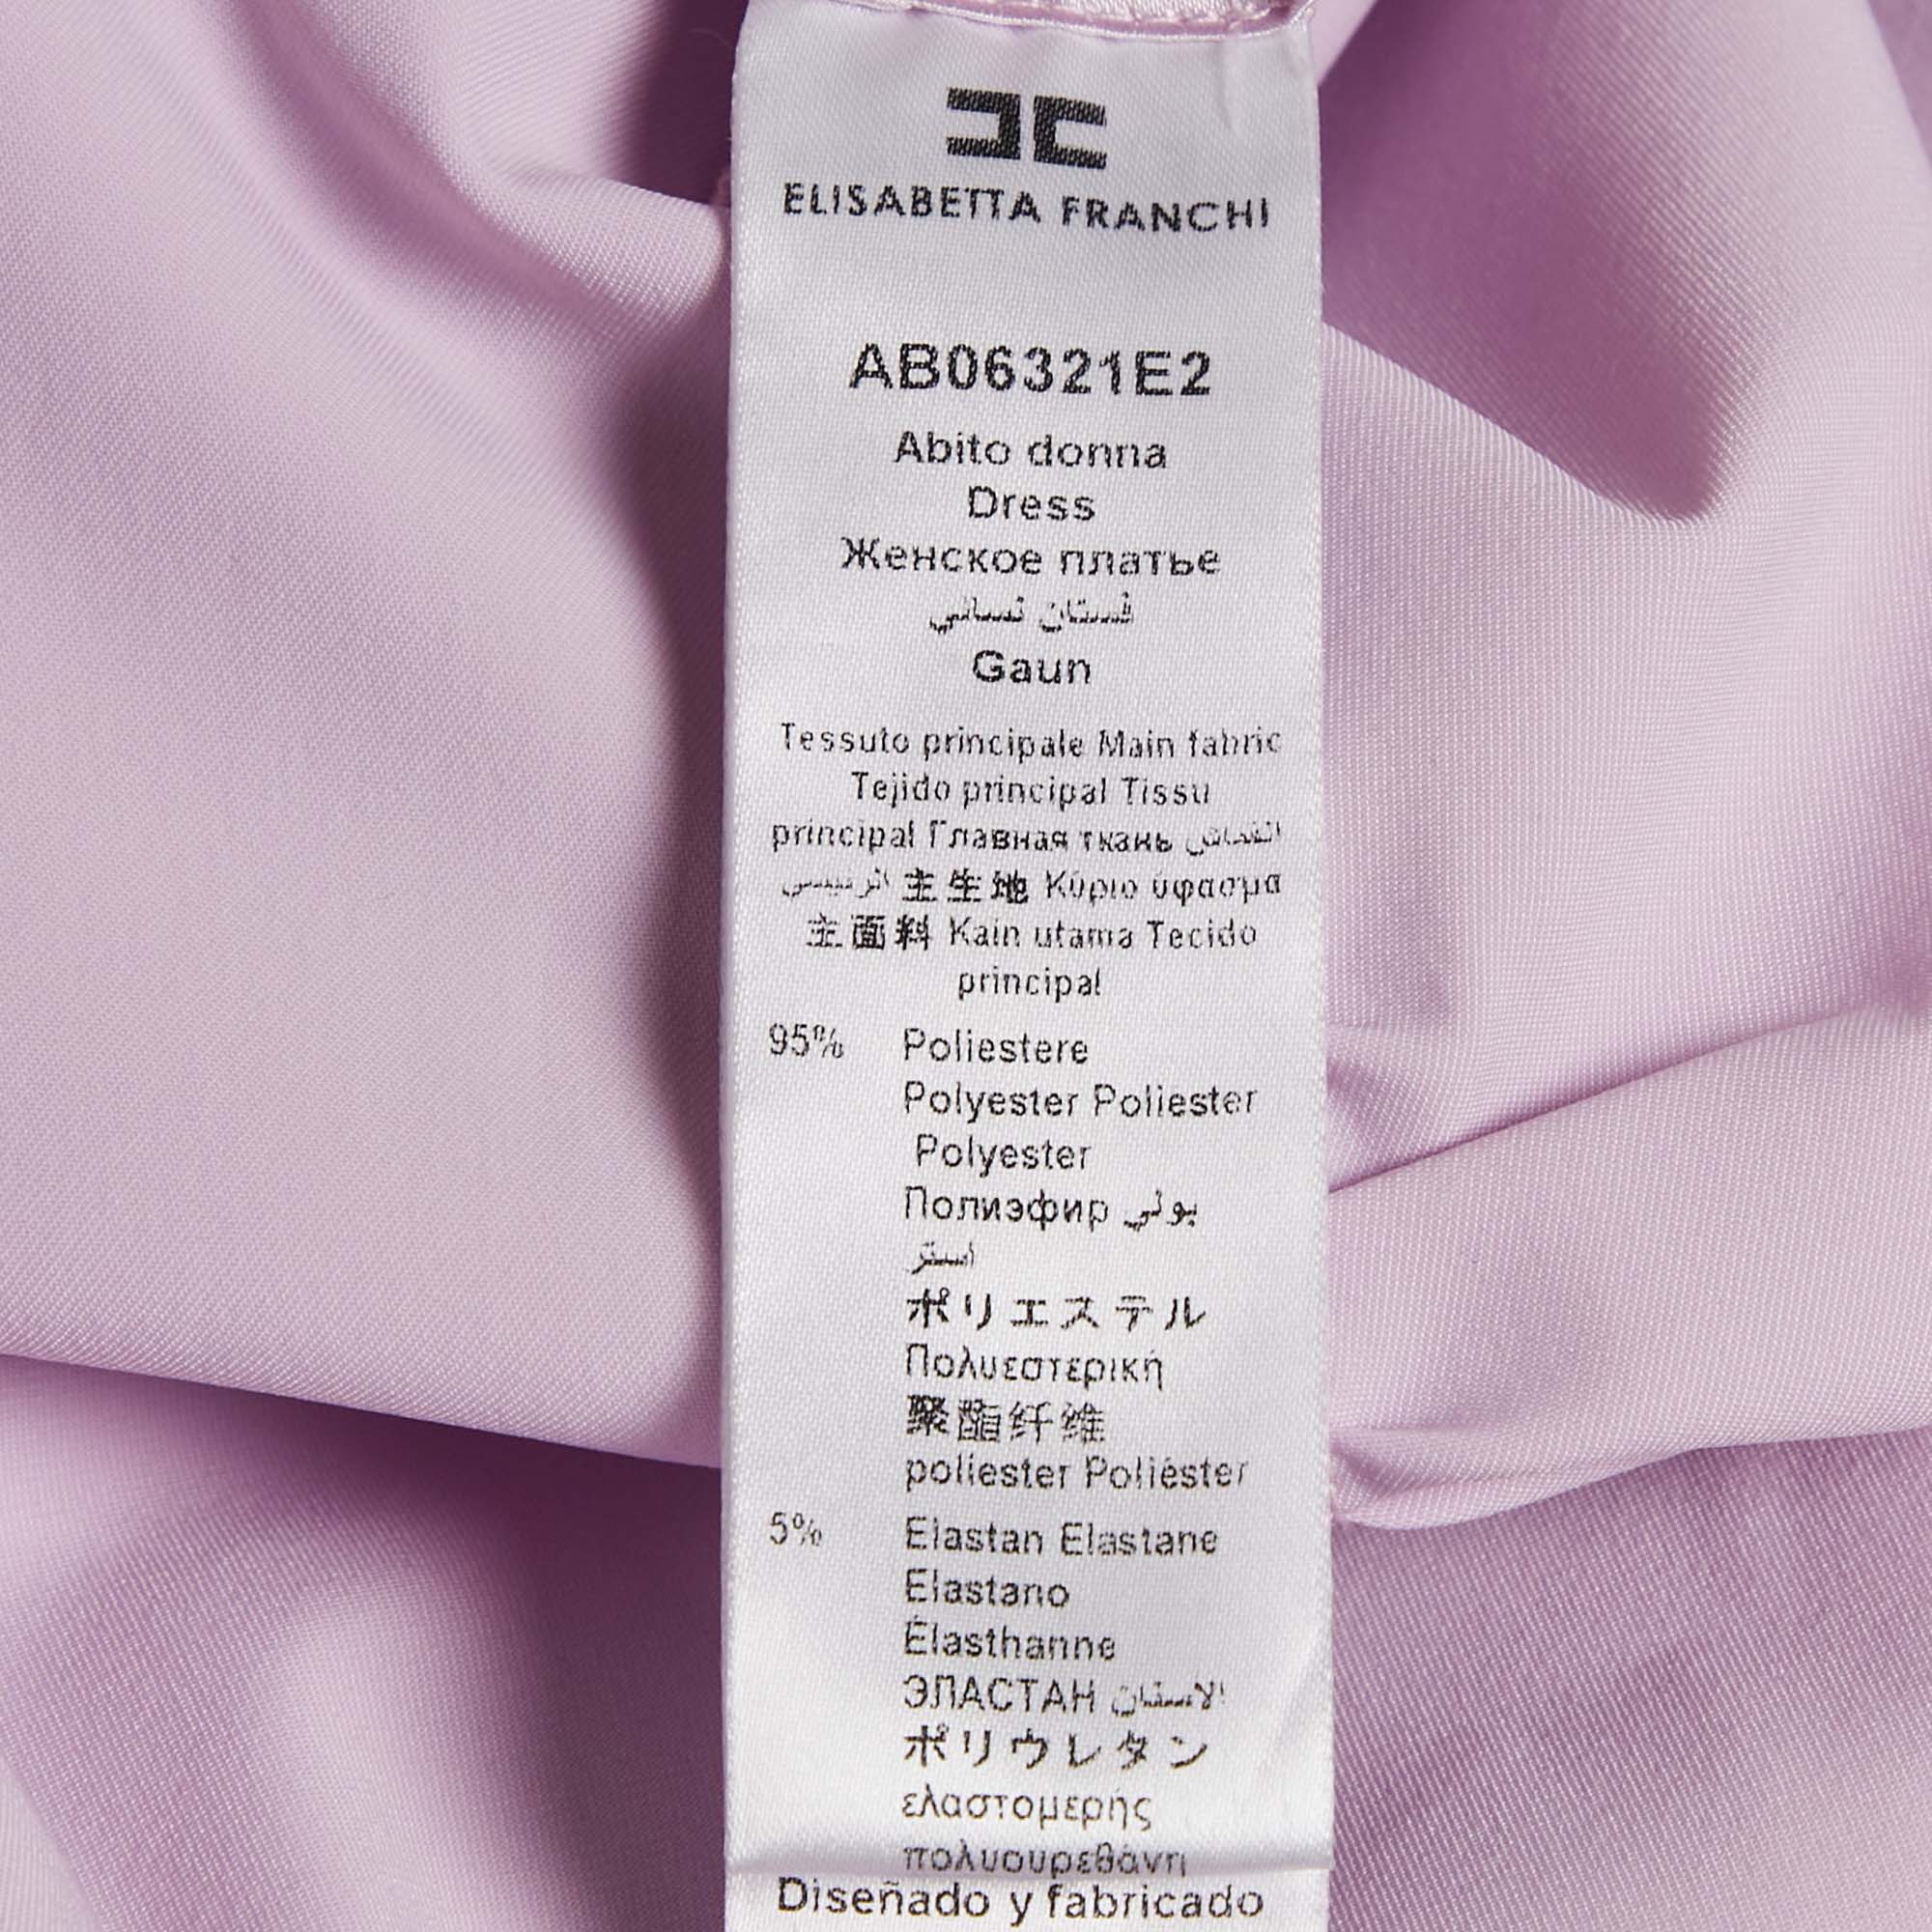 ELISABETTA FRANCHI
AB06321E2
Abito donna
Dress
Женское платье
فستان نسائي
Gaun
Tessuto principale Main fabric
Tejido principal Tissu
principal Главная ткань القماش
الرئيسي 主生地 Κύριο ύφασμα
主面料 Kain utama Tecido
principal
95% Poliestere
Polyester Poliester
Polyester
Полиэфир بولي
استر
ポリエステル
Πολυεστερική
聚酯纤维
poliester Poliéster
5% Elastan Elastane
Elastano
Élasthanne
ЭЛАСТАН الاستان
ポリウレタン
ελαστομερής
πολυουρεθάνη
Diseñado y fabricado